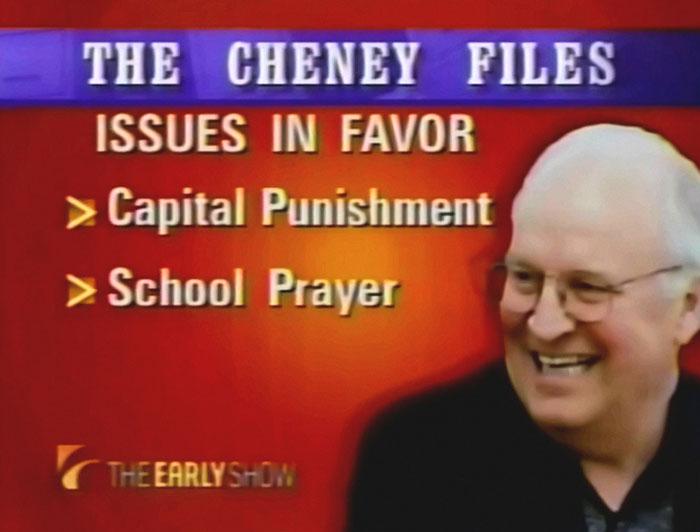 THE CHENEY FILES
ISSUES IN FAVOR
> Capital Punishment
> School Prayer
THE EARLY SHOW